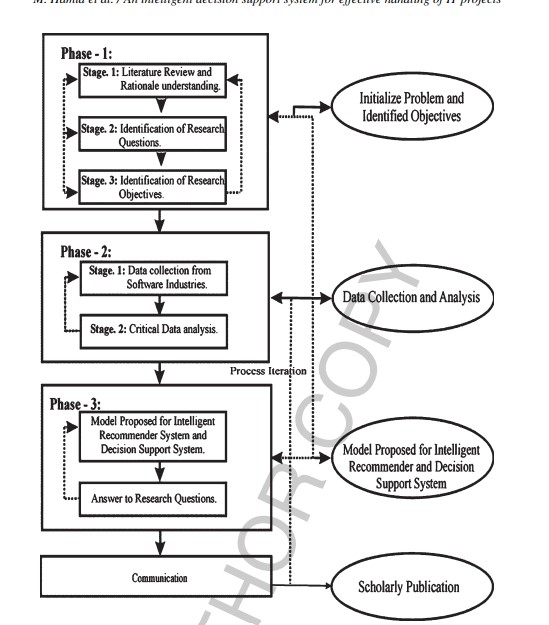 M. Hamid et al. / An intelligent decision support system for effective handling of IT projects
Phase - 1:
Stage. 1: Literature Review and
Rationale understanding.
Stage. 2: Identification of Research
Questions.
Stage. 3: Identification of Research
Objectives.
Initialize Problem and
Identified Objectives
Phase - 2:
Stage. 1: Data collection from
Software Industries.
Stage. 2: Critical Data analysis.
Data Collection and Analysis
Process Iteration
Phase - 3:
Model Proposed for Intelligent
Recommender System and
Decision Support System.
Answer to Research Questions.
Model Proposed for Intelligent
Recommender and Decision
Support System
Communication
Scholarly Publication
THOR COPY